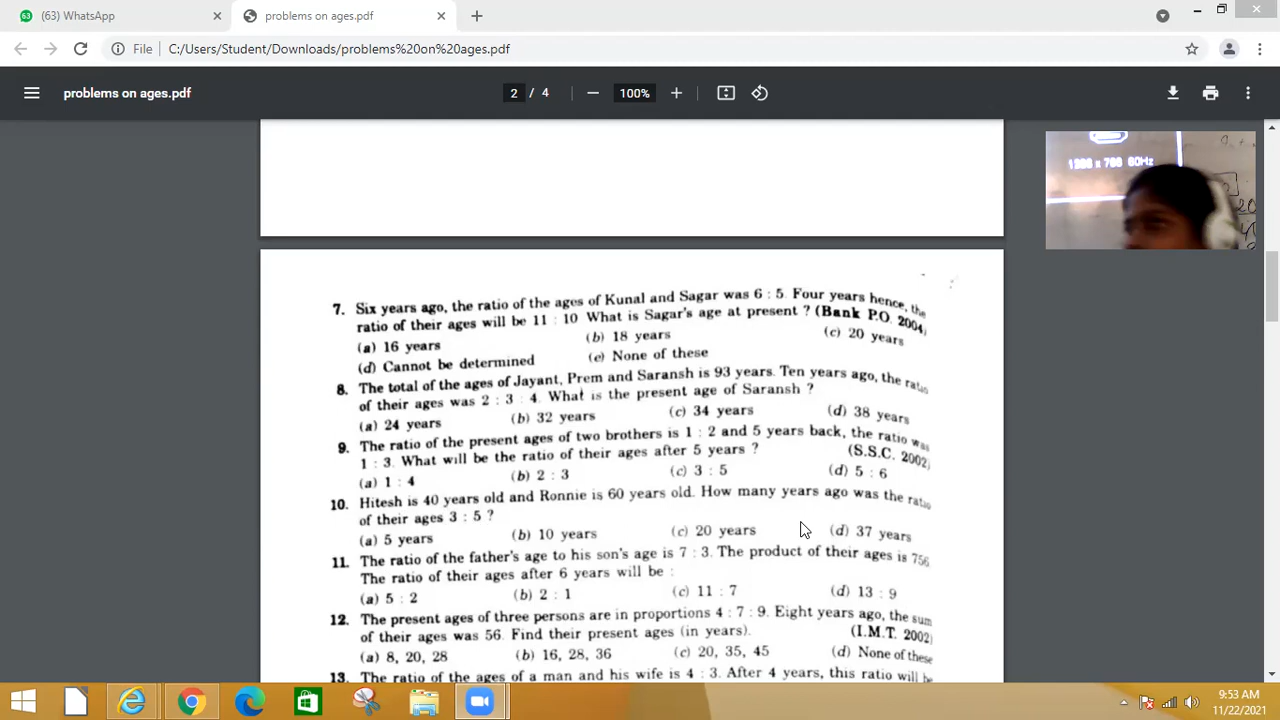 (63) WhatsApp
problems on ages.pdf
File C:/Users/Student/Downloads/problems%20on%20ages.pdf
problems on ages.pdf
2 / 4
100%
1366 x 768 60Hz
7. Six years ago, the ratio of the ages of Kunal and Sagar was 6 : 5. Four years hence, the
ratio of their ages will be 11 : 10 What is Sagar's age at present ? (Bank P.O. 2004)
(a) 16 years (b) 18 years (c) 20 years
(d) Cannot be determined (e) None of these
8. The total of the ages of Jayant, Prem and Saransh is 93 years. Ten years ago, the ratio
of their ages was 2 : 3 : 4. What is the present age of Saransh ?
(a) 24 years (b) 32 years (c) 34 years (d) 38 years
9. The ratio of the present ages of two brothers is 1 : 2 and 5 years back, the ratio was
1 : 3. What will be the ratio of their ages after 5 years ? (S.S.C. 2002)
(a) 1 : 4 (b) 2 : 3 (c) 3 : 5 (d) 5 : 6
10. Hitesh is 40 years old and Ronnie is 60 years old. How many years ago was the ratio
of their ages 3 : 5 ?
(a) 5 years (b) 10 years (c) 20 years (d) 37 years
11. The ratio of the father's age to his son's age is 7 : 3. The product of their ages is 756
The ratio of their ages after 6 years will be :
(a) 5 : 2 (b) 2 : 1 (c) 11 : 7 (d) 13 : 9
12. The present ages of three persons are in proportions 4 : 7 : 9. Eight years ago, the sum
of their ages was 56. Find their present ages (in years). (I.M.T. 2002)
(a) 8, 20, 28 (b) 16, 28, 36 (c) 20, 35, 45 (d) None of these
13. The ratio of the ages of a man and his wife is 4 : 3. After 4 years, this ratio will be
9:53 AM
11/22/2021